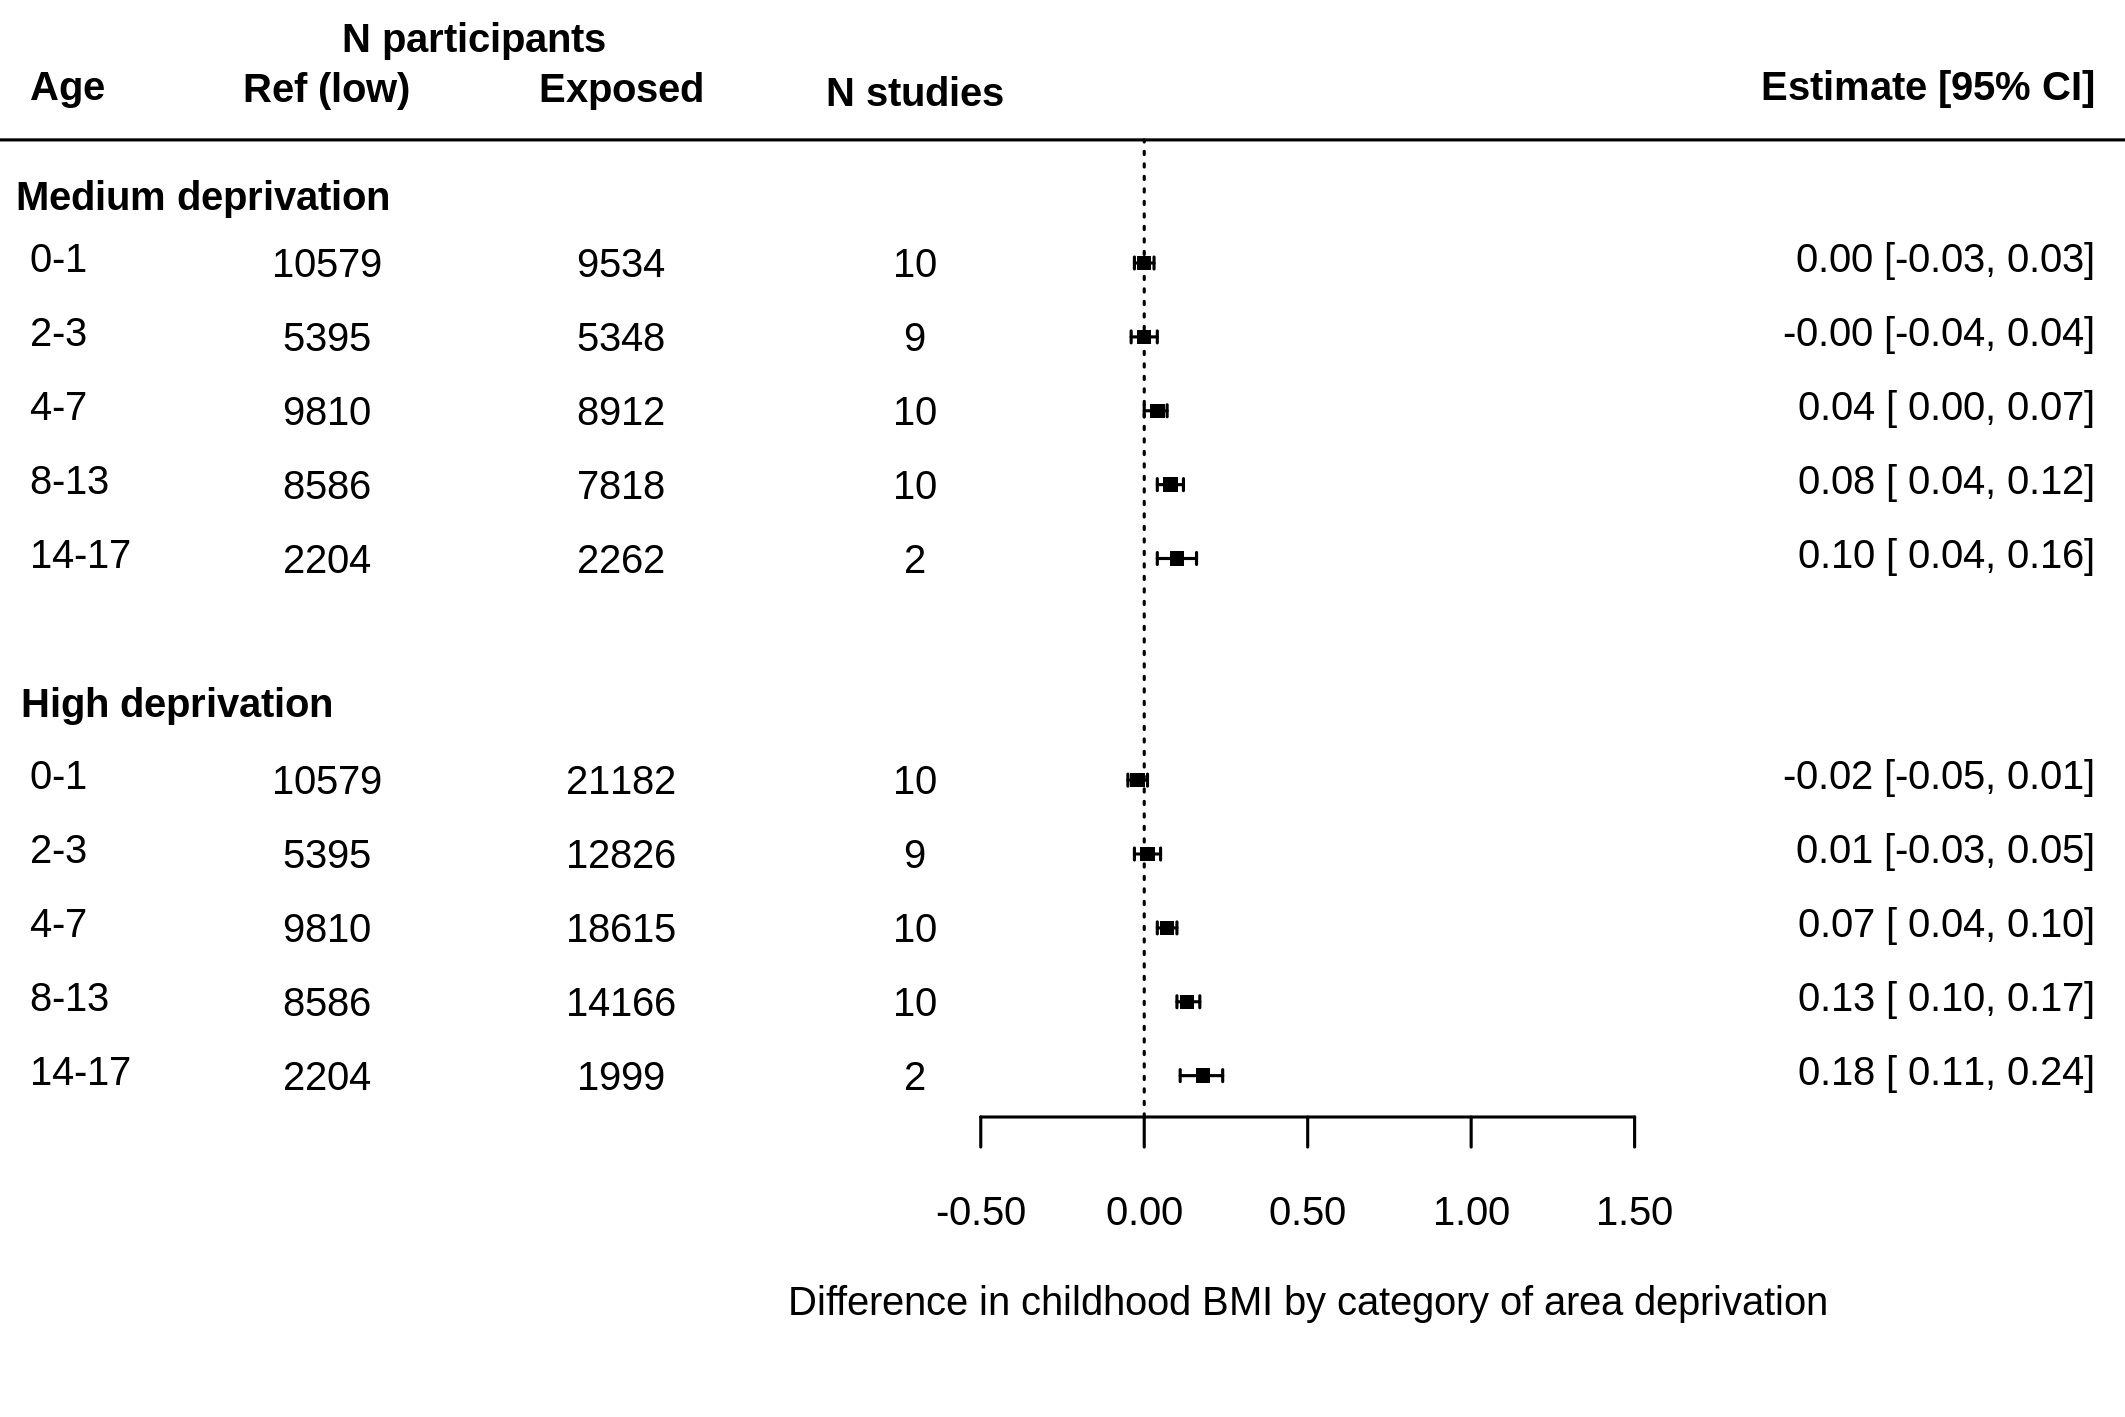 N participants
Age Ref (low) Exposed N studies Estimate [95% CI]
Medium deprivation
0-1 10579 9534 10 0.00 [-0.03, 0.03]
2-3 5395 5348 9 -0.00 [-0.04, 0.04]
4-7 9810 8912 10 0.04 [ 0.00, 0.07]
8-13 8586 7818 10 0.08 [ 0.04, 0.12]
14-17 2204 2262 2 0.10 [ 0.04, 0.16]
High deprivation
0-1 10579 21182 10 -0.02 [-0.05, 0.01]
2-3 5395 12826 9 0.01 [-0.03, 0.05]
4-7 9810 18615 10 0.07 [ 0.04, 0.10]
8-13 8586 14166 10 0.13 [ 0.10, 0.17]
14-17 2204 1999 2 0.18 [ 0.11, 0.24]
-0.50 0.00 0.50 1.00 1.50
Difference in childhood BMI by category of area deprivation